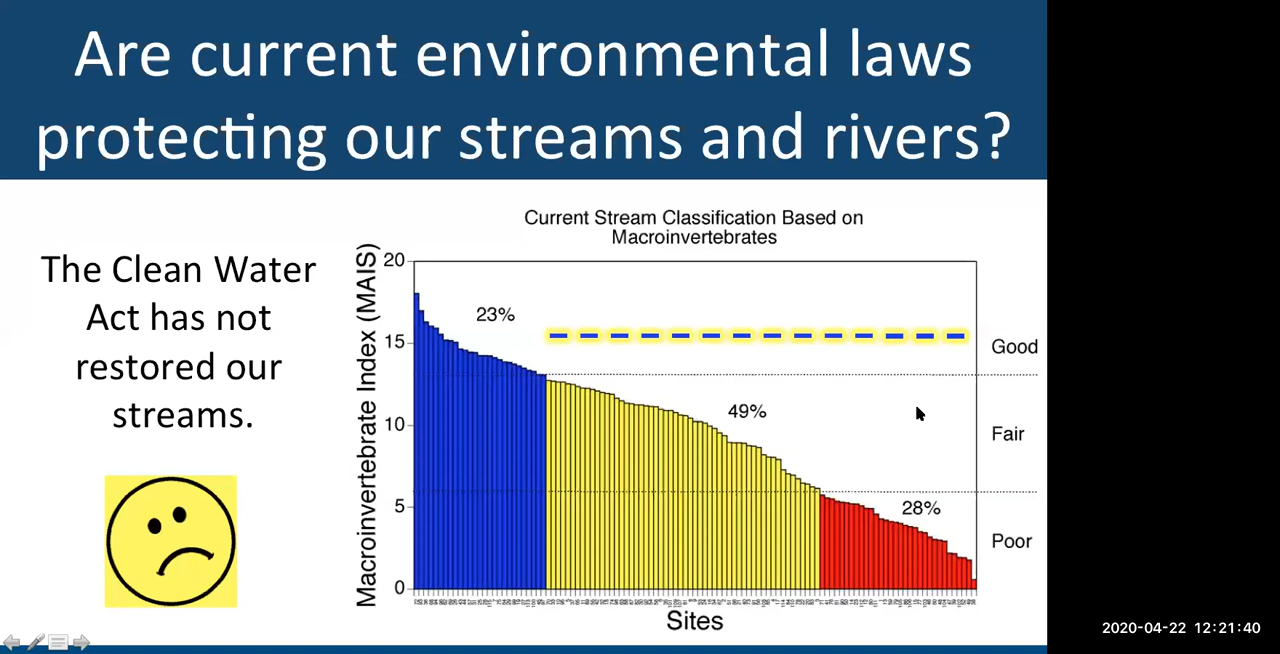 Are current environmental laws
protecting our streams and rivers?
The Clean Water
Act has not
restored our
streams.
Current Stream Classification Based on
Macroinvertebrates
Macroinvertebrate Index (MAIS)
20
15
10
5
0
23%
49%
28%
Good
Fair
Poor
Sites
2020-04-22 12:21:40